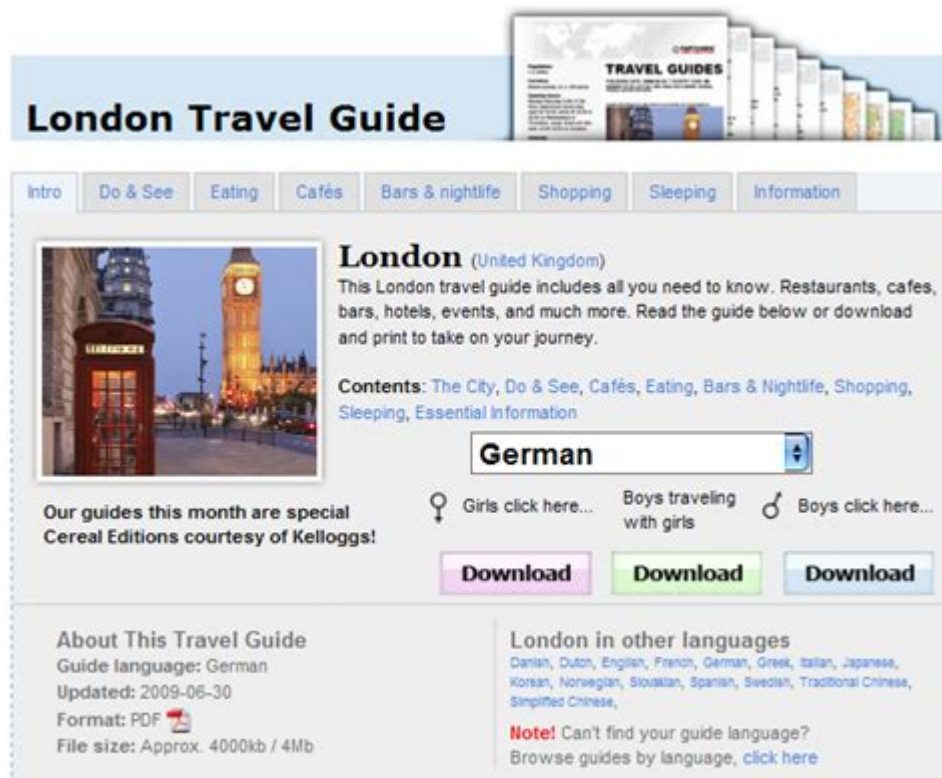 TRAVEL GUIDES
London Travel Guide
Intro Do & See Eating Cafés Bars & nightlife Shopping Sleeping Information
London (United Kingdom)
This London travel guide includes all you need to know. Restaurants, cafes,
bars, hotels, events, and much more. Read the guide below or download
and print to take on your journey.
Contents: The City, Do & See, Cafés, Eating, Bars & Nightlife, Shopping,
Sleeping, Essential Information
German
Our guides this month are special
Cereal Editions courtesy of Kelloggs!
Girls click here...
Boys traveling
with girls
Boys click here...
Download Download Download
About This Travel Guide
Guide language: German
Updated: 2009-06-30
Format: PDF
File size: Approx. 4000kb / 4Mb
London in other languages
Danish, Dutch, English, French, German, Greek, Italian, Japanese,
Korean, Norwegian, Slovakian, Spanish, Swedish, Traditional Chinese,
Simplified Chinese,
Note! Can't find your guide language?
Browse guides by language, click here